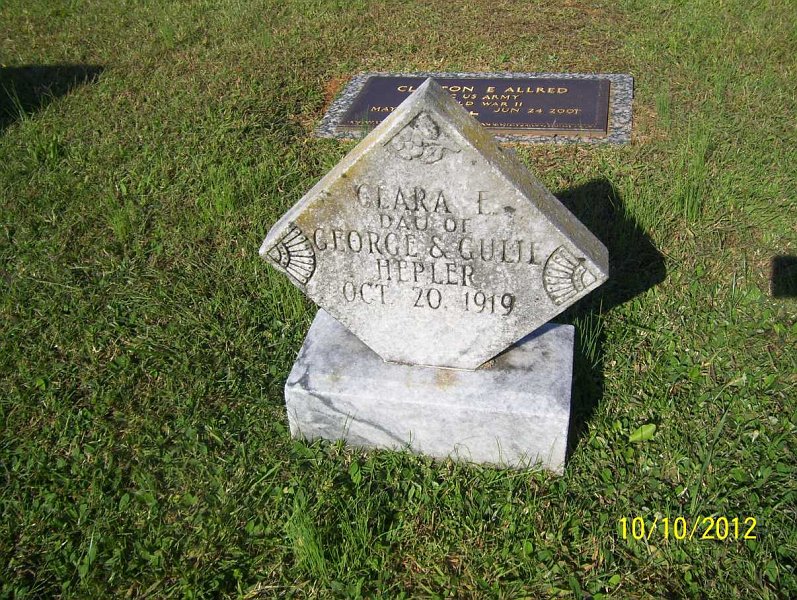 E ALLRED
US ARMY
WORLD WAR II
JUN 24 2001
CLARA E.
DAU OF
GEORGE & GULIE
HEPLER
OCT. 20. 1919
10/10/2012